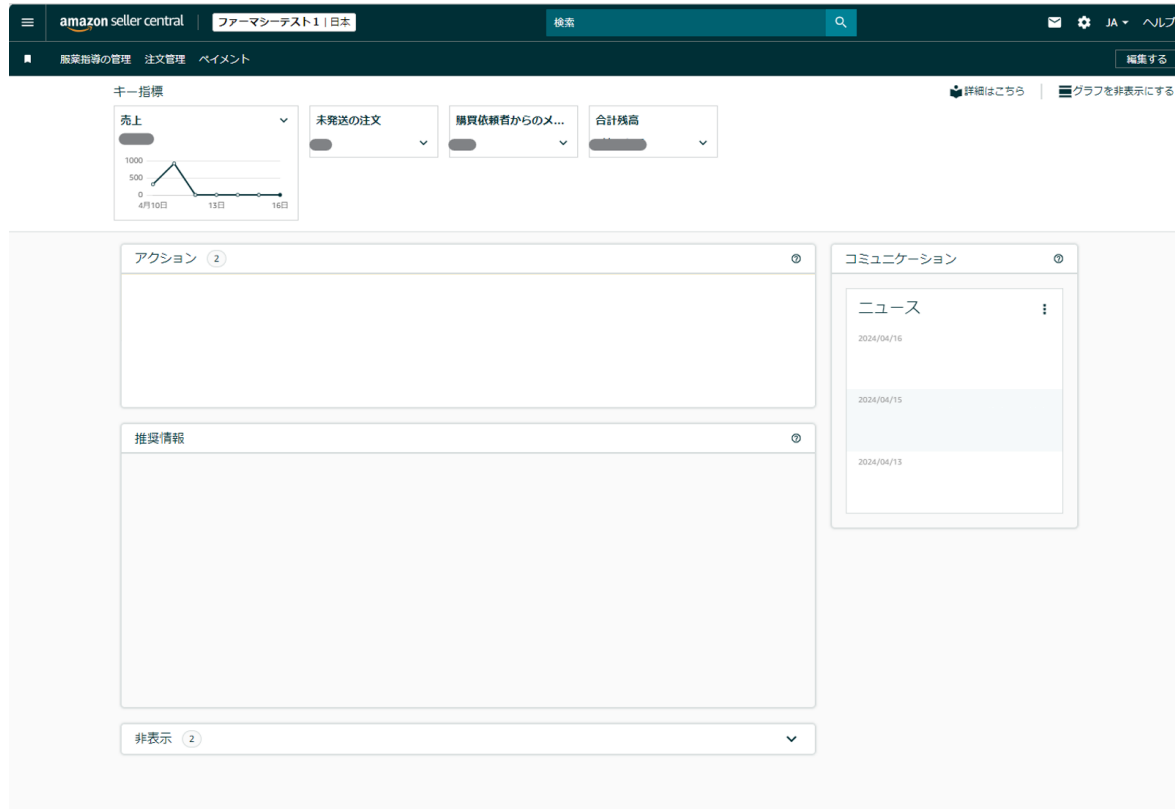 amazon seller central ファーマシーテスト1 | 日本 検索 JA ヘルプ
服薬指導の管理 注文管理 ペイメント 編集する
キー指標 詳細はこちら グラフを非表示にする
売上 未発送の注文 購買依頼者からのメ... 合計残高
1000
500
0
4月10日 13日 16日
アクション 2
コミュニケーション
ニュース
2024/04/16
2024/04/15
2024/04/13
推奨情報
非表示 2